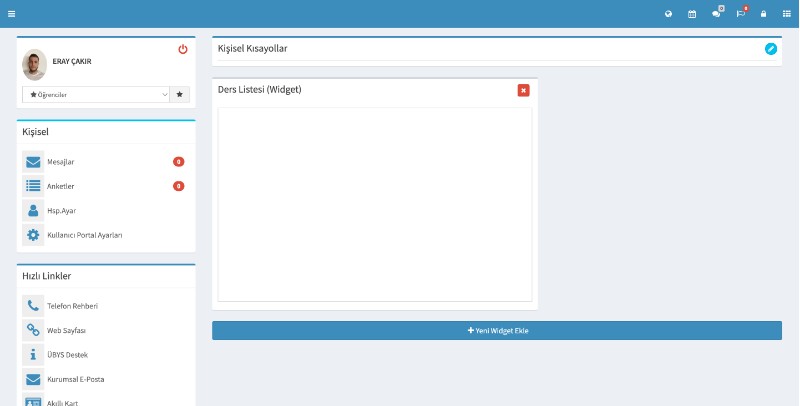 0
0
ERAY ÇAKIR
Öğrenciler
Kişisel
Mesajlar 0
Anketler 0
Hsp.Ayar
Kullanıcı Portal Ayarları
Hızlı Linkler
Telefon Rehberi
Web Sayfası
ÜBYS Destek
Kurumsal E-Posta
Akıllı Kart
Kişisel Kısayollar
Ders Listesi (Widget)
Yeni Widget Ekle